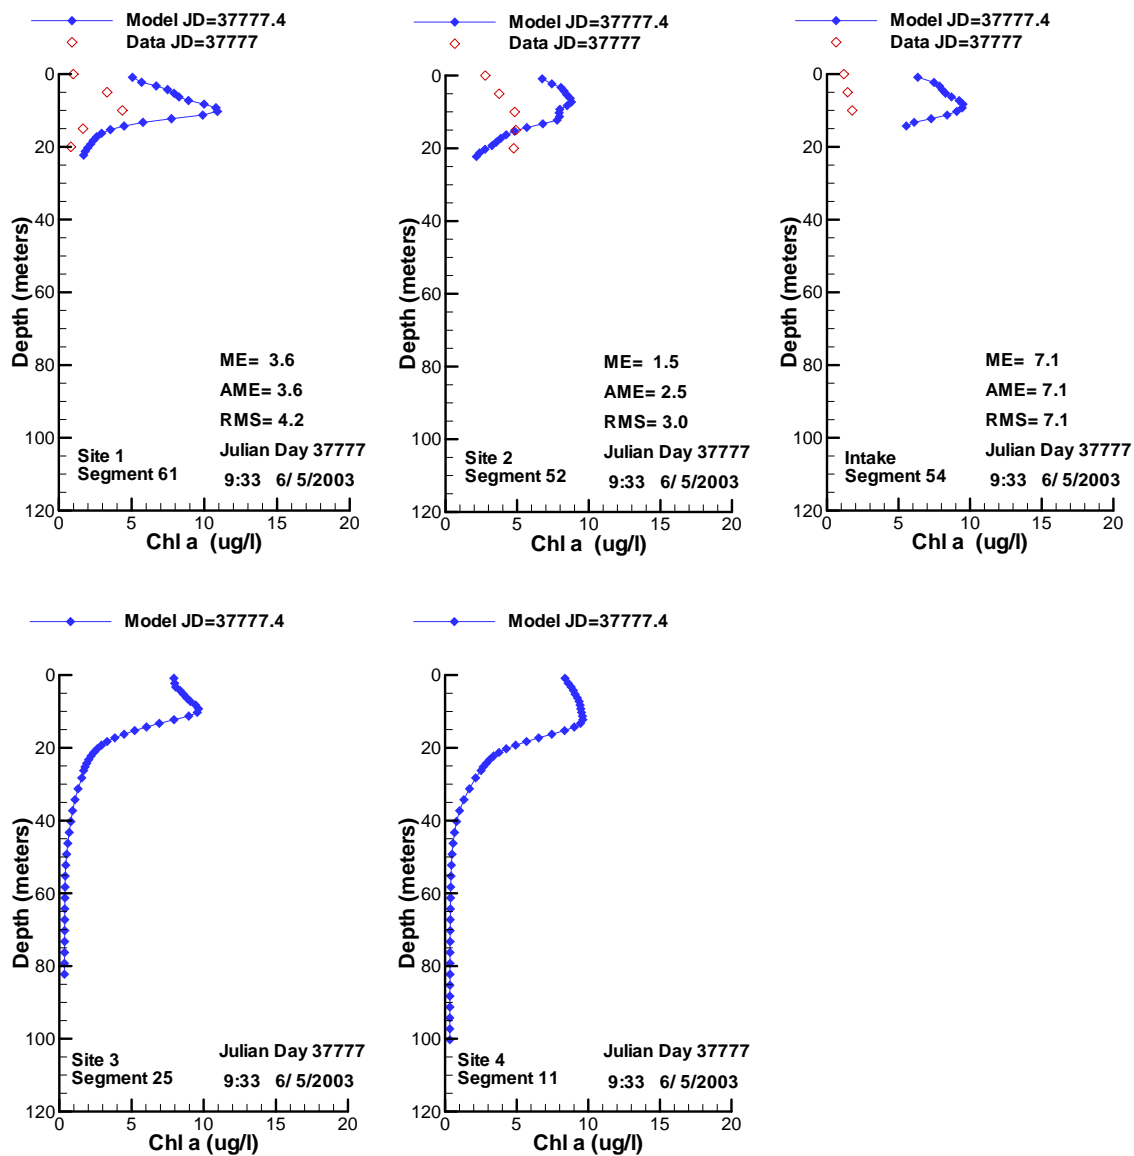 Model JD=37777.4
Data JD=37777
0
20
40
60
80
100
120
Depth (meters)
ME= 3.6
AME= 3.6
RMS= 4.2
Julian Day 37777
9:33 6/ 5/2003
Site 1
Segment 61
0 5 10 15 20
Chl a (ug/l)
Model JD=37777.4
Data JD=37777
0
20
40
60
80
100
120
Depth (meters)
ME= 1.5
AME= 2.5
RMS= 3.0
Julian Day 37777
9:33 6/ 5/2003
Site 2
Segment 52
0 5 10 15 20
Chl a (ug/l)
Model JD=37777.4
Data JD=37777
0
20
40
60
80
100
120
Depth (meters)
ME= 7.1
AME= 7.1
RMS= 7.1
Julian Day 37777
9:33 6/ 5/2003
Intake
Segment 54
0 5 10 15 20
Chl a (ug/l)
Model JD=37777.4
0
20
40
60
80
100
120
Depth (meters)
Julian Day 37777
9:33 6/ 5/2003
Site 3
Segment 25
0 5 10 15 20
Chl a (ug/l)
Model JD=37777.4
0
20
40
60
80
100
120
Depth (meters)
Julian Day 37777
9:33 6/ 5/2003
Site 4
Segment 11
0 5 10 15 20
Chl a (ug/l)